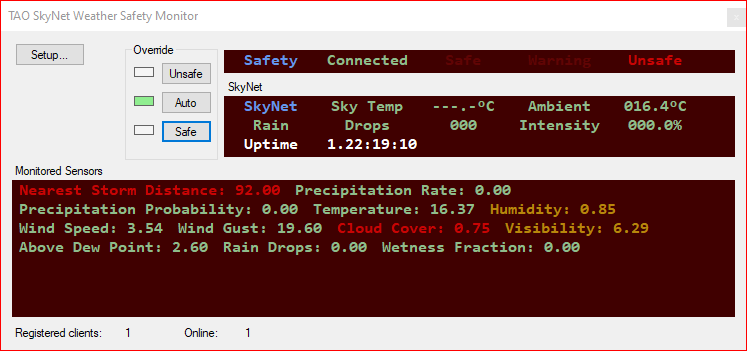 TAO SkyNet Weather Safety Monitor
Setup...
Override
Unsafe
Auto
Safe
Safety Connected Safe Warning Unsafe
SkyNet
SkyNet Sky Temp ---.-ºC Ambient 016.4ºC
Rain Drops 000 Intensity 000.0%
Uptime 1.22:19:10
Monitored Sensors
Nearest Storm Distance: 92.00 Precipitation Rate: 0.00
Precipitation Probability: 0.00 Temperature: 16.37 Humidity: 0.85
Wind Speed: 3.54 Wind Gust: 19.60 Cloud Cover: 0.75 Visibility: 6.29
Above Dew Point: 2.60 Rain Drops: 0.00 Wetness Fraction: 0.00
Registered clients: 1 Online: 1